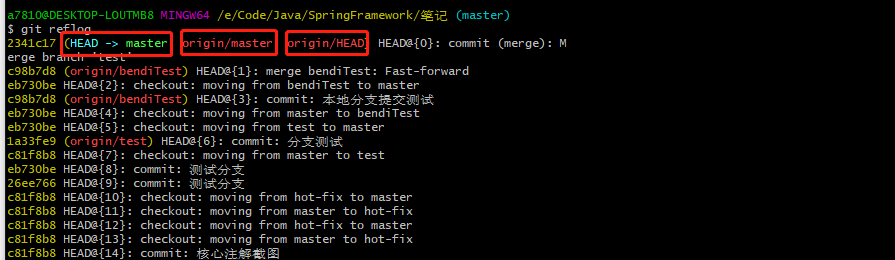 a7810@DESKTOP-LOUTMB8 MINGW64 /e/Code/Java/SpringFramework/笔记 (master)
$ git reflog
2341c17 (HEAD -> master origin/master origin/HEAD) HEAD@{0}: commit (merge): M
erge branch 'test'
c98b7d8 (origin/bendiTest) HEAD@{1}: merge bendiTest: Fast-forward
eb730be HEAD@{2}: checkout: moving from bendiTest to master
c98b7d8 (origin/bendiTest) HEAD@{3}: commit: 本地分支提交测试
eb730be HEAD@{4}: checkout: moving from master to bendiTest
eb730be HEAD@{5}: checkout: moving from test to master
1a33fe9 (origin/test) HEAD@{6}: commit: 分支测试
c81f8b8 HEAD@{7}: checkout: moving from master to test
eb730be HEAD@{8}: commit: 测试分支
26ee766 HEAD@{9}: commit: 测试分支
c81f8b8 HEAD@{10}: checkout: moving from hot-fix to master
c81f8b8 HEAD@{11}: checkout: moving from master to hot-fix
c81f8b8 HEAD@{12}: checkout: moving from hot-fix to master
c81f8b8 HEAD@{13}: checkout: moving from master to hot-fix
c81f8b8 HEAD@{14}: commit: 核心注解截图